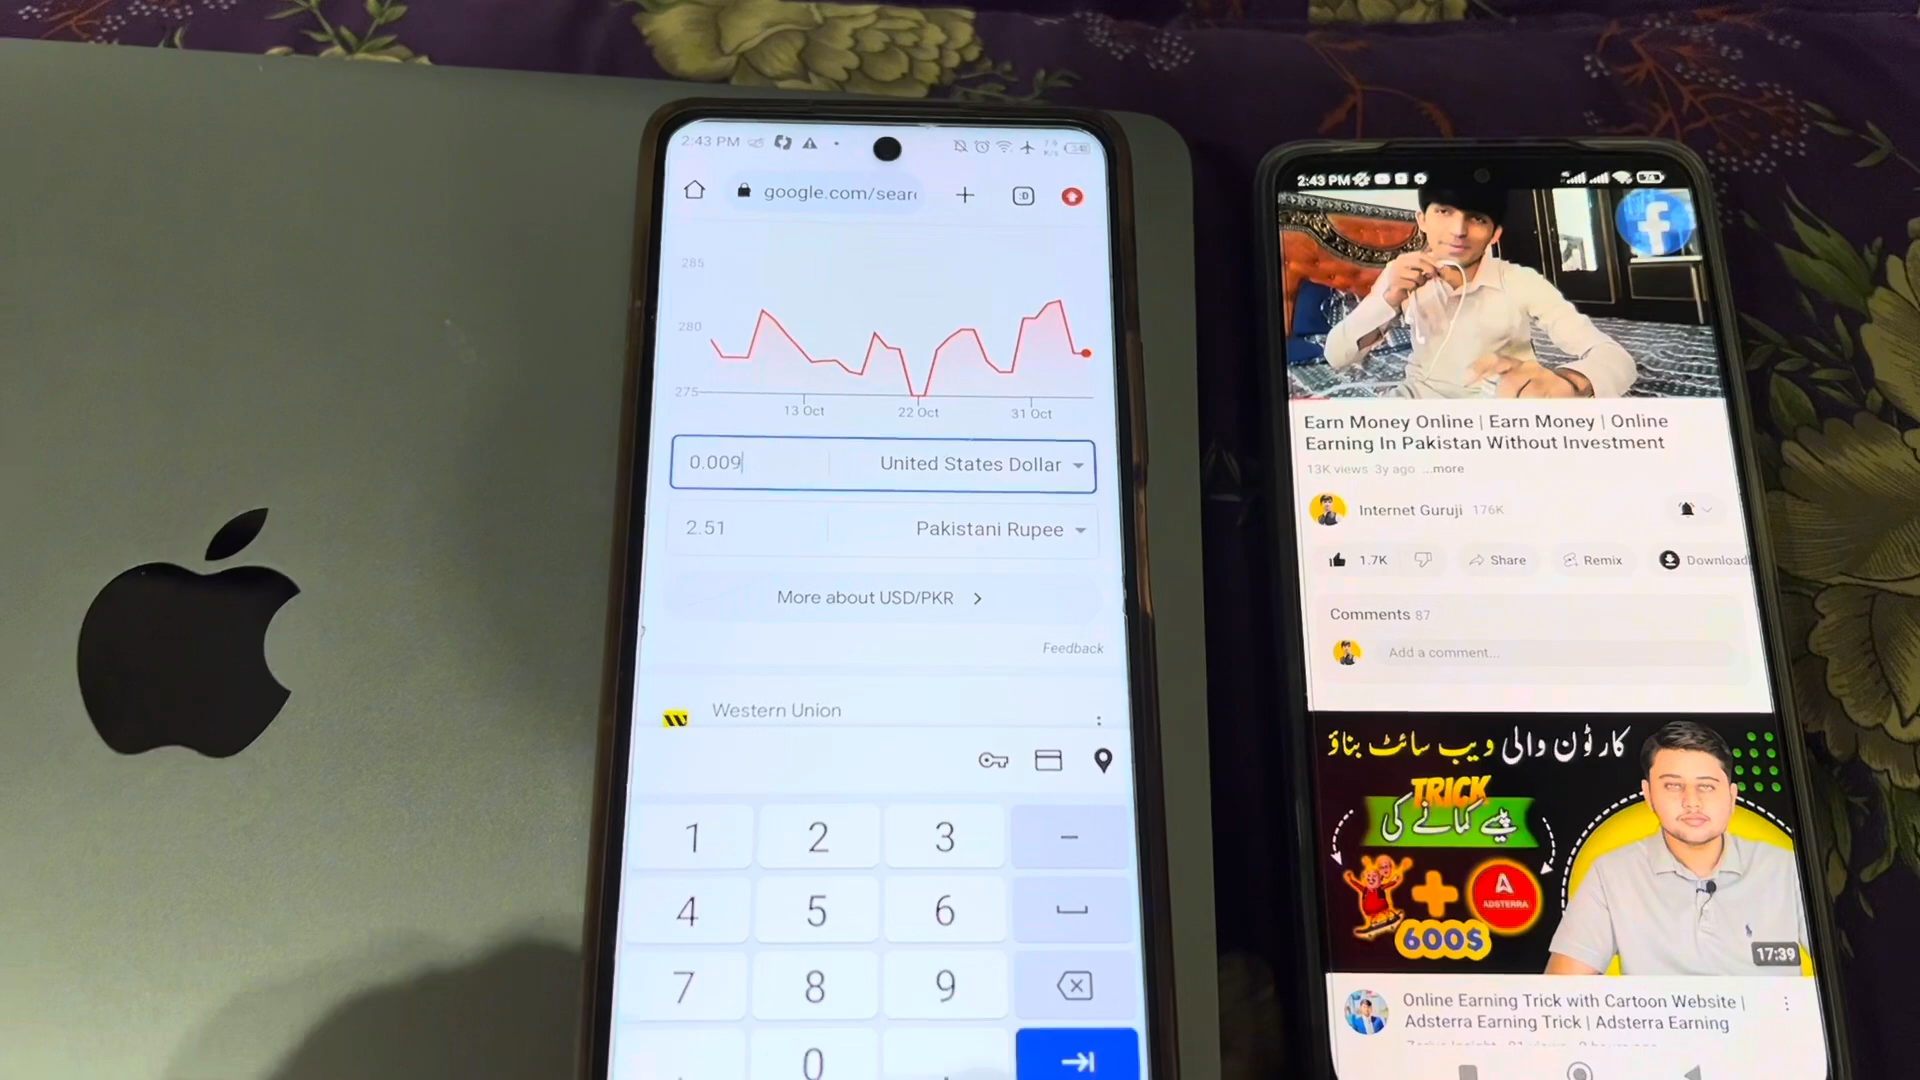 2:43 PM
google.com/sear
:D
285
280
275
13 Oct
22 Oct
31 Oct
0.009
United States Dollar
2.51
Pakistani Rupee
More about USD/PKR
Feedback
Western Union
1 2 3 -
4 5 6
7 8 9
0
2:43 PM
Earn Money Online | Earn Money | Online
Earning In Pakistan Without Investment
13K views 3y ago ...more
Internet Guruji 176K
1.7K Share Remix Download
Comments 87
Add a comment...
کارٹون والی ویب سائٹ بناؤ
TRICK
پیسے کمانے کی
ADSTERRA
600$
17:39
Online Earning Trick with Cartoon Website |
Adsterra Earning Trick | Adsterra Earning